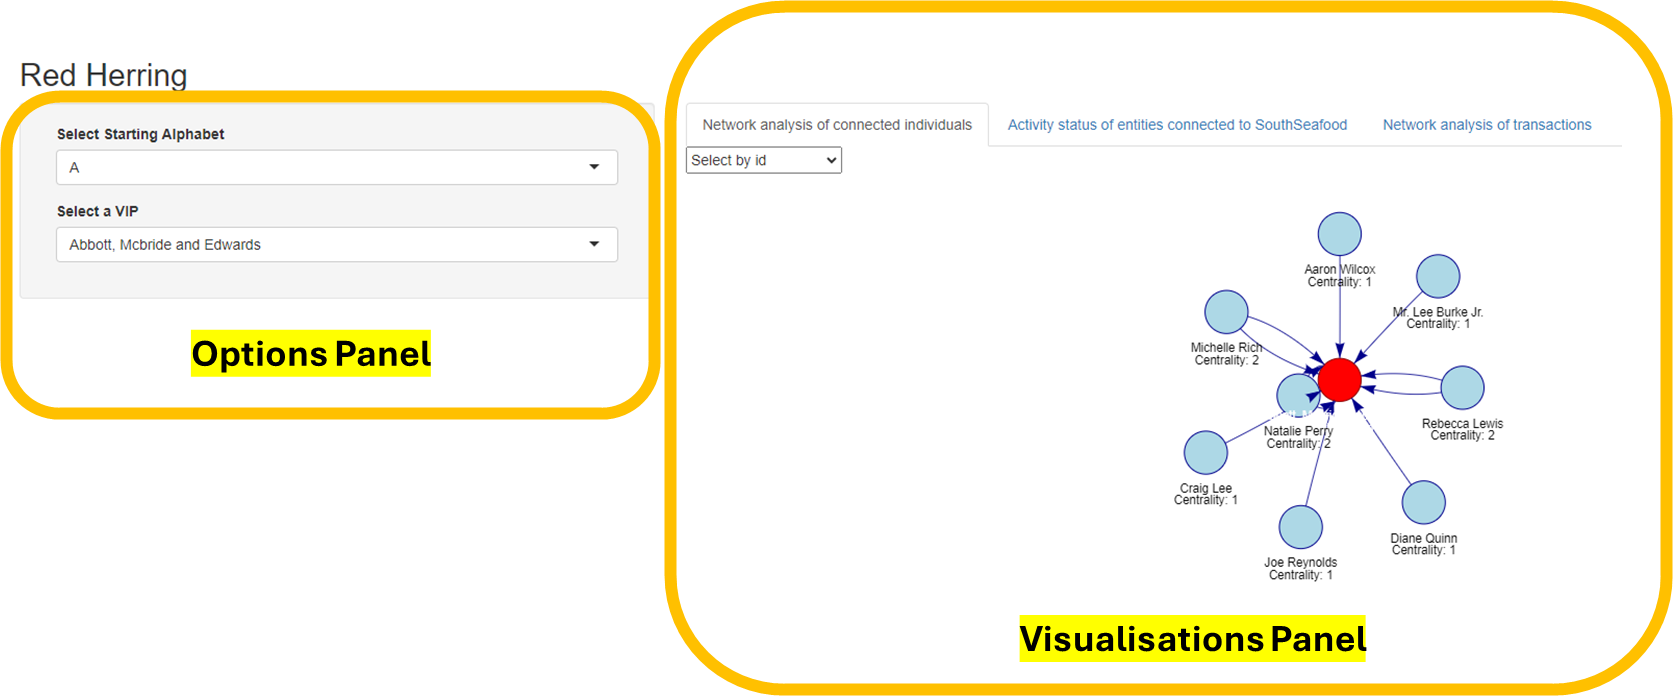 Red Herring
Select Starting Alphabet
A
Select a VIP
Abbott, Mcbride and Edwards
Options Panel
Network analysis of connected individuals
Activity status of entities connected to SouthSeafood
Network analysis of transactions
Select by id
Aaron Wilcox
Centrality: 1
Mr. Lee Burke Jr.
Centrality: 1
Michelle Rich
Centrality: 2
Natalie Perry
Centrality: 2
Rebecca Lewis
Centrality: 2
Craig Lee
Centrality: 1
Diane Quinn
Centrality: 1
Joe Reynolds
Centrality: 1
Visualisations Panel